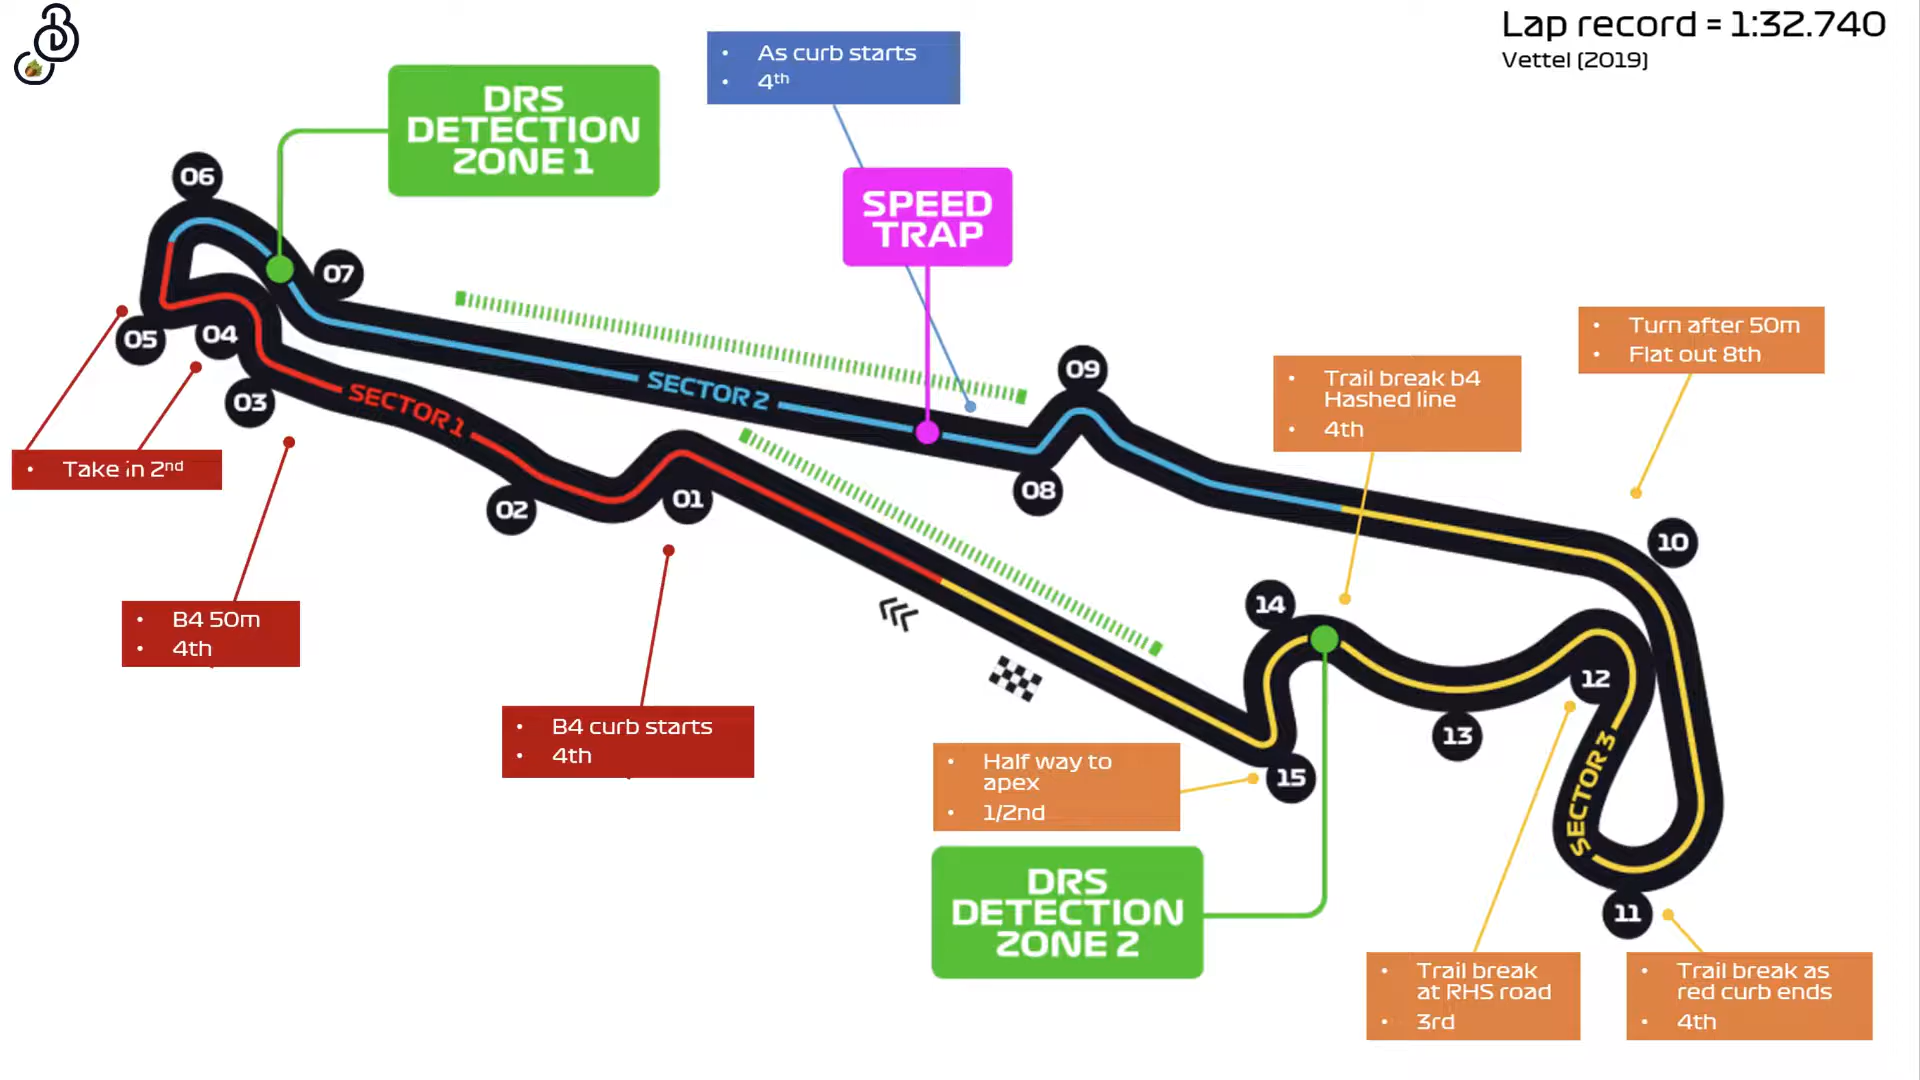 Lap record = 1:32.740
Vettel (2019)
• As curb starts
• 4th
DRS
DETECTION
ZONE 1
SPEED
TRAP
06
07
05
04
03
SECTOR 1
SECTOR 2
02
01
09
08
• Take in 2nd
• B4 50m
• 4th
• B4 curb starts
• 4th
• Turn after 50m
• Flat out 8th
• Trail break b4
Hashed line
• 4th
10
14
12
13
15
SECTOR 3
11
• Half way to
apex
• 1/2nd
DRS
DETECTION
ZONE 2
• Trail break
at RHS road
• 3rd
• Trail break as
red curb ends
• 4th